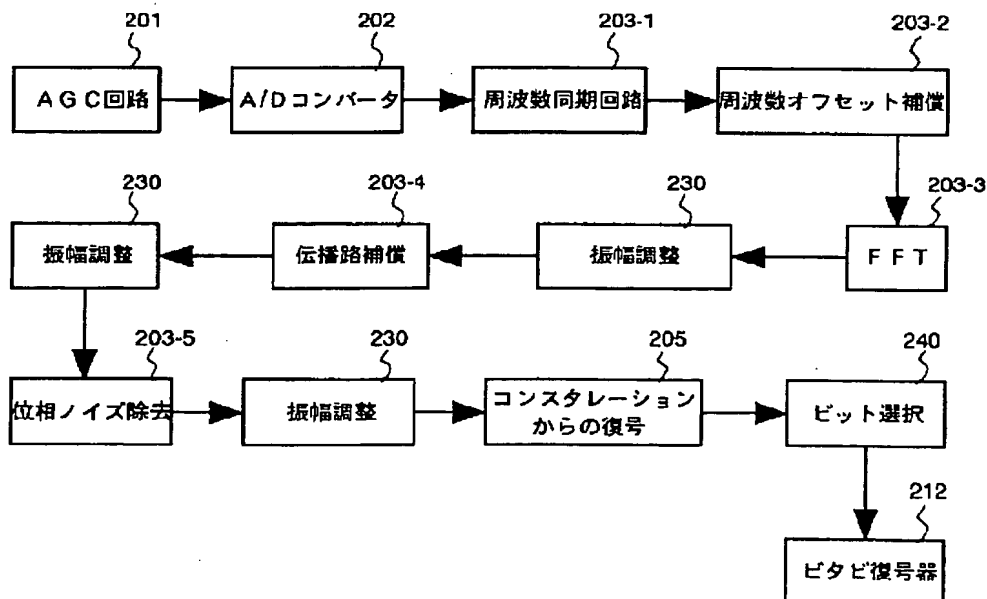 201
202
203-1
203-2
AGC回路
A/Dコンバータ
周波数同期回路
周波数オフセット補償
230
203-4
230
203-3
振幅調整
伝播路補償
振幅調整
FFT
203-5
230
205
240
位相ノイズ除去
振幅調整
コンスタレーション
からの復号
ビット選択
212
ビタビ復号器